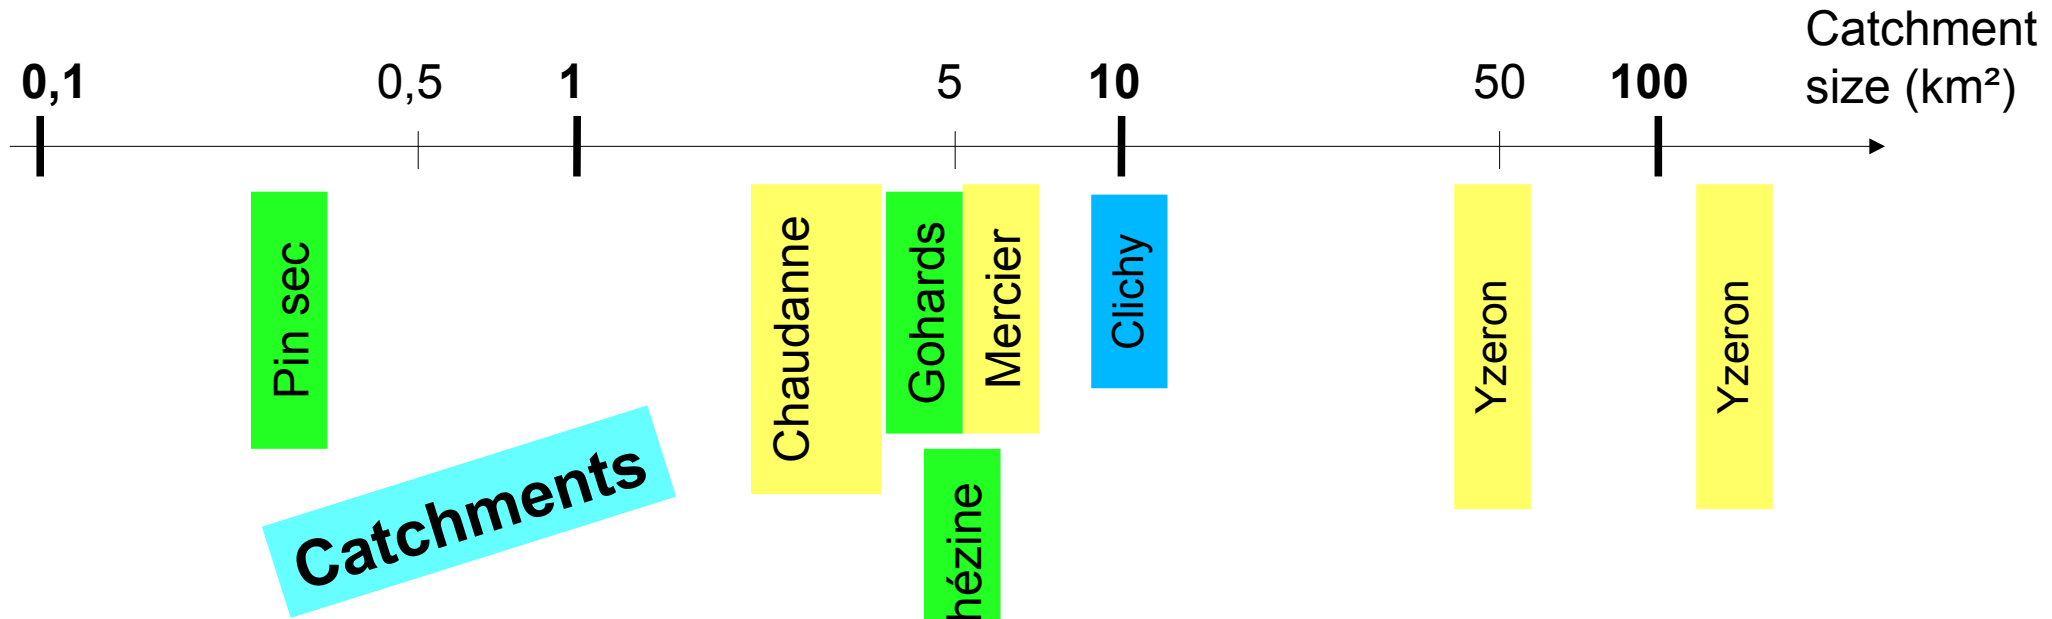 Catchment
size (km²)
0,1 0,5 1 5 10 50 100
Pin sec
Chaudanne
Gohards
Mercier
Clichy
Yzeron
Yzeron
Catchments
hézine